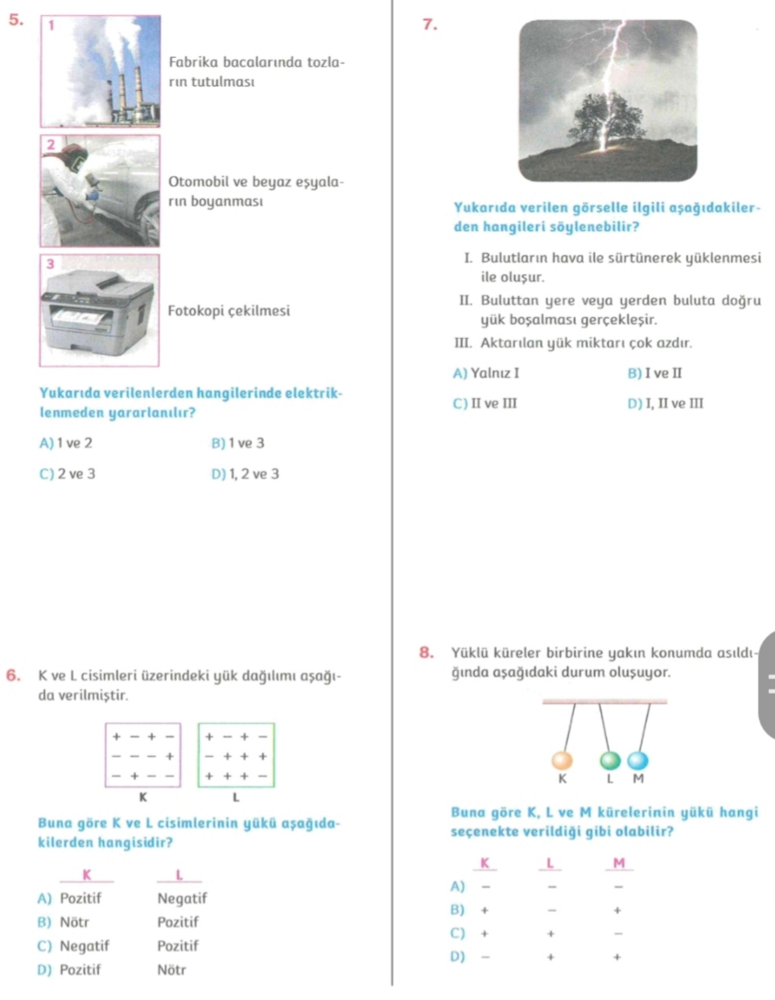 5.
1
Fabrika bacalarında tozla-
rın tutulması
2
Otomobil ve beyaz eşyala-
rın boyanması
3
Fotokopi çekilmesi
Yukarıda verilenlerden hangilerinde elektrik-
lenmeden yararlanılır?
A) 1 ve 2 B) 1 ve 3
C) 2 ve 3 D) 1, 2 ve 3
6. K ve L cisimleri üzerindeki yük dağılımı aşağı-
da verilmiştir.
+ − + − + − + −
− − − + − + + +
− + − − + + + −
K L
Buna göre K ve L cisimlerinin yükü aşağıda-
kilerden hangisidir?
K L
A) Pozitif Negatif
B) Nötr Pozitif
C) Negatif Pozitif
D) Pozitif Nötr
7.
Yukarıda verilen görselle ilgili aşağıdakiler-
den hangileri söylenebilir?
I. Bulutların hava ile sürtünerek yüklenmesi
ile oluşur.
II. Buluttan yere veya yerden buluta doğru
yük boşalması gerçekleşir.
III. Aktarılan yük miktarı çok azdır.
A) Yalnız I B) I ve II
C) II ve III D) I, II ve III
8. Yüklü küreler birbirine yakın konumda asıldı-
ğında aşağıdaki durum oluşuyor.
K L M
Buna göre K, L ve M kürelerinin yükü hangi
seçenekte verildiği gibi olabilir?
K L M
A) − − −
B) + − +
C) + + −
D) − + +